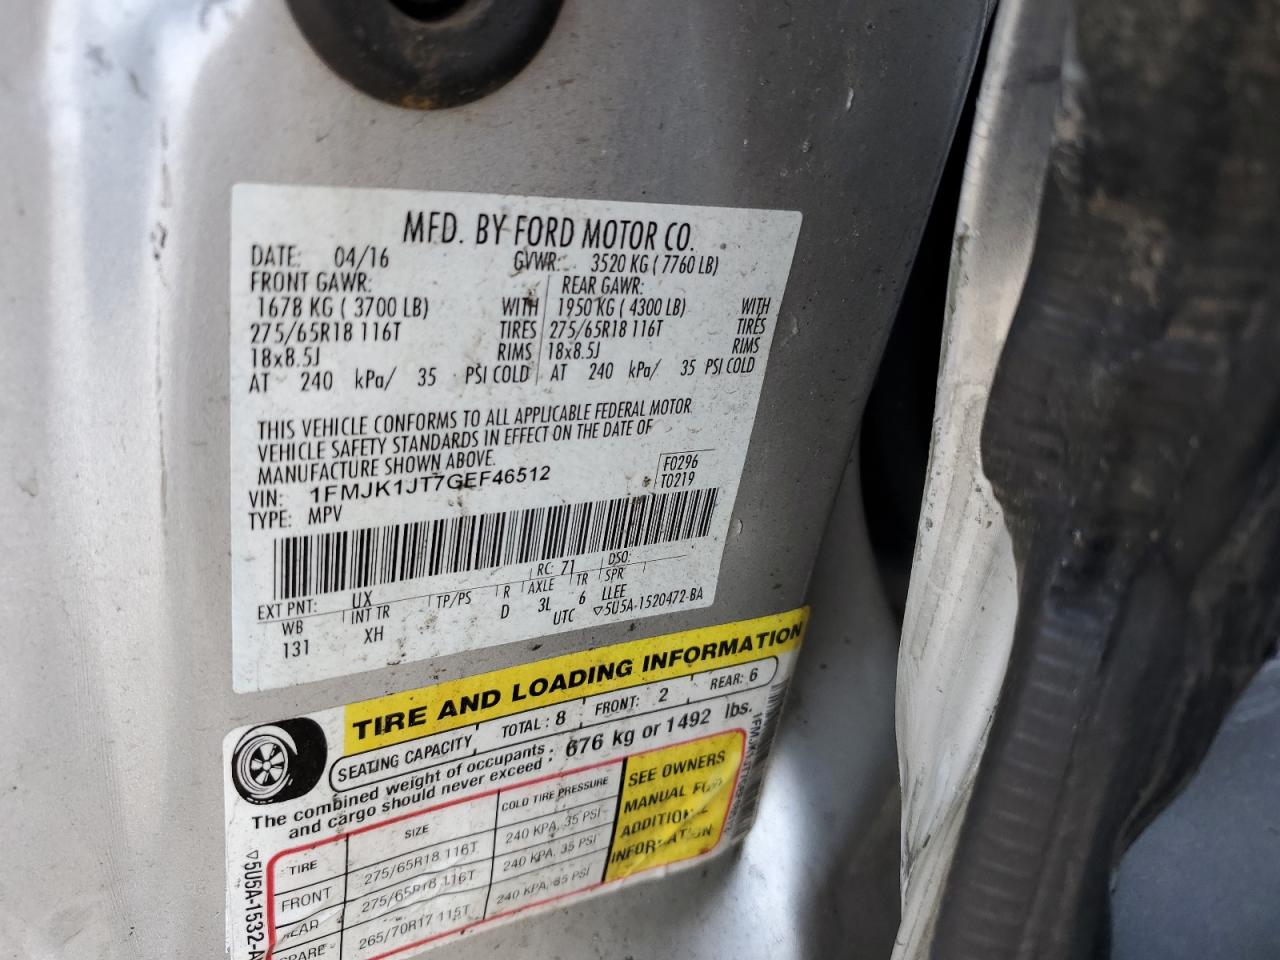 MFD. BY FORD MOTOR CO.
DATE: 04/16 GVWR: 3520 KG ( 7760 LB)
FRONT GAWR: REAR GAWR:
1678 KG ( 3700 LB) WITH 1950 KG ( 4300 LB) WITH
275/65R18 116T TIRES 275/65R18 116T TIRES
18x8.5J RIMS 18x8.5J RIMS
AT 240 kPa/ 35 PSI COLD AT 240 kPa/ 35 PSI COLD
THIS VEHICLE CONFORMS TO ALL APPLICABLE FEDERAL MOTOR
VEHICLE SAFETY STANDARDS IN EFFECT ON THE DATE OF
MANUFACTURE SHOWN ABOVE.
VIN: 1FMJK1JT7GEF46512
F0296
TYPE: MPV
T0219
EXT PNT: UX RC: 71 DSO:
WB INT TR TP/PS R AXLE TR SPR
131 XH D 3L 6 LLEE
UTC ▽5U5A-1520472-BA
TIRE AND LOADING INFORMATION
SEATING CAPACITY TOTAL : 8 FRONT: 2 REAR: 6
The combined weight of occupants
and cargo should never exceed : 676 kg or 1492 lbs.
TIRE SIZE COLD TIRE PRESSURE
FRONT 275/65R18 116T 240 KPA, 35 PSI
REAR 275/65R18 116T 240 KPA, 35 PSI
SPARE 265/70R17 115T 240 KPA, 35 PSI
SEE OWNERS
MANUAL FOR
ADDITIONAL
INFORMATION
▽5U5A-1532-A